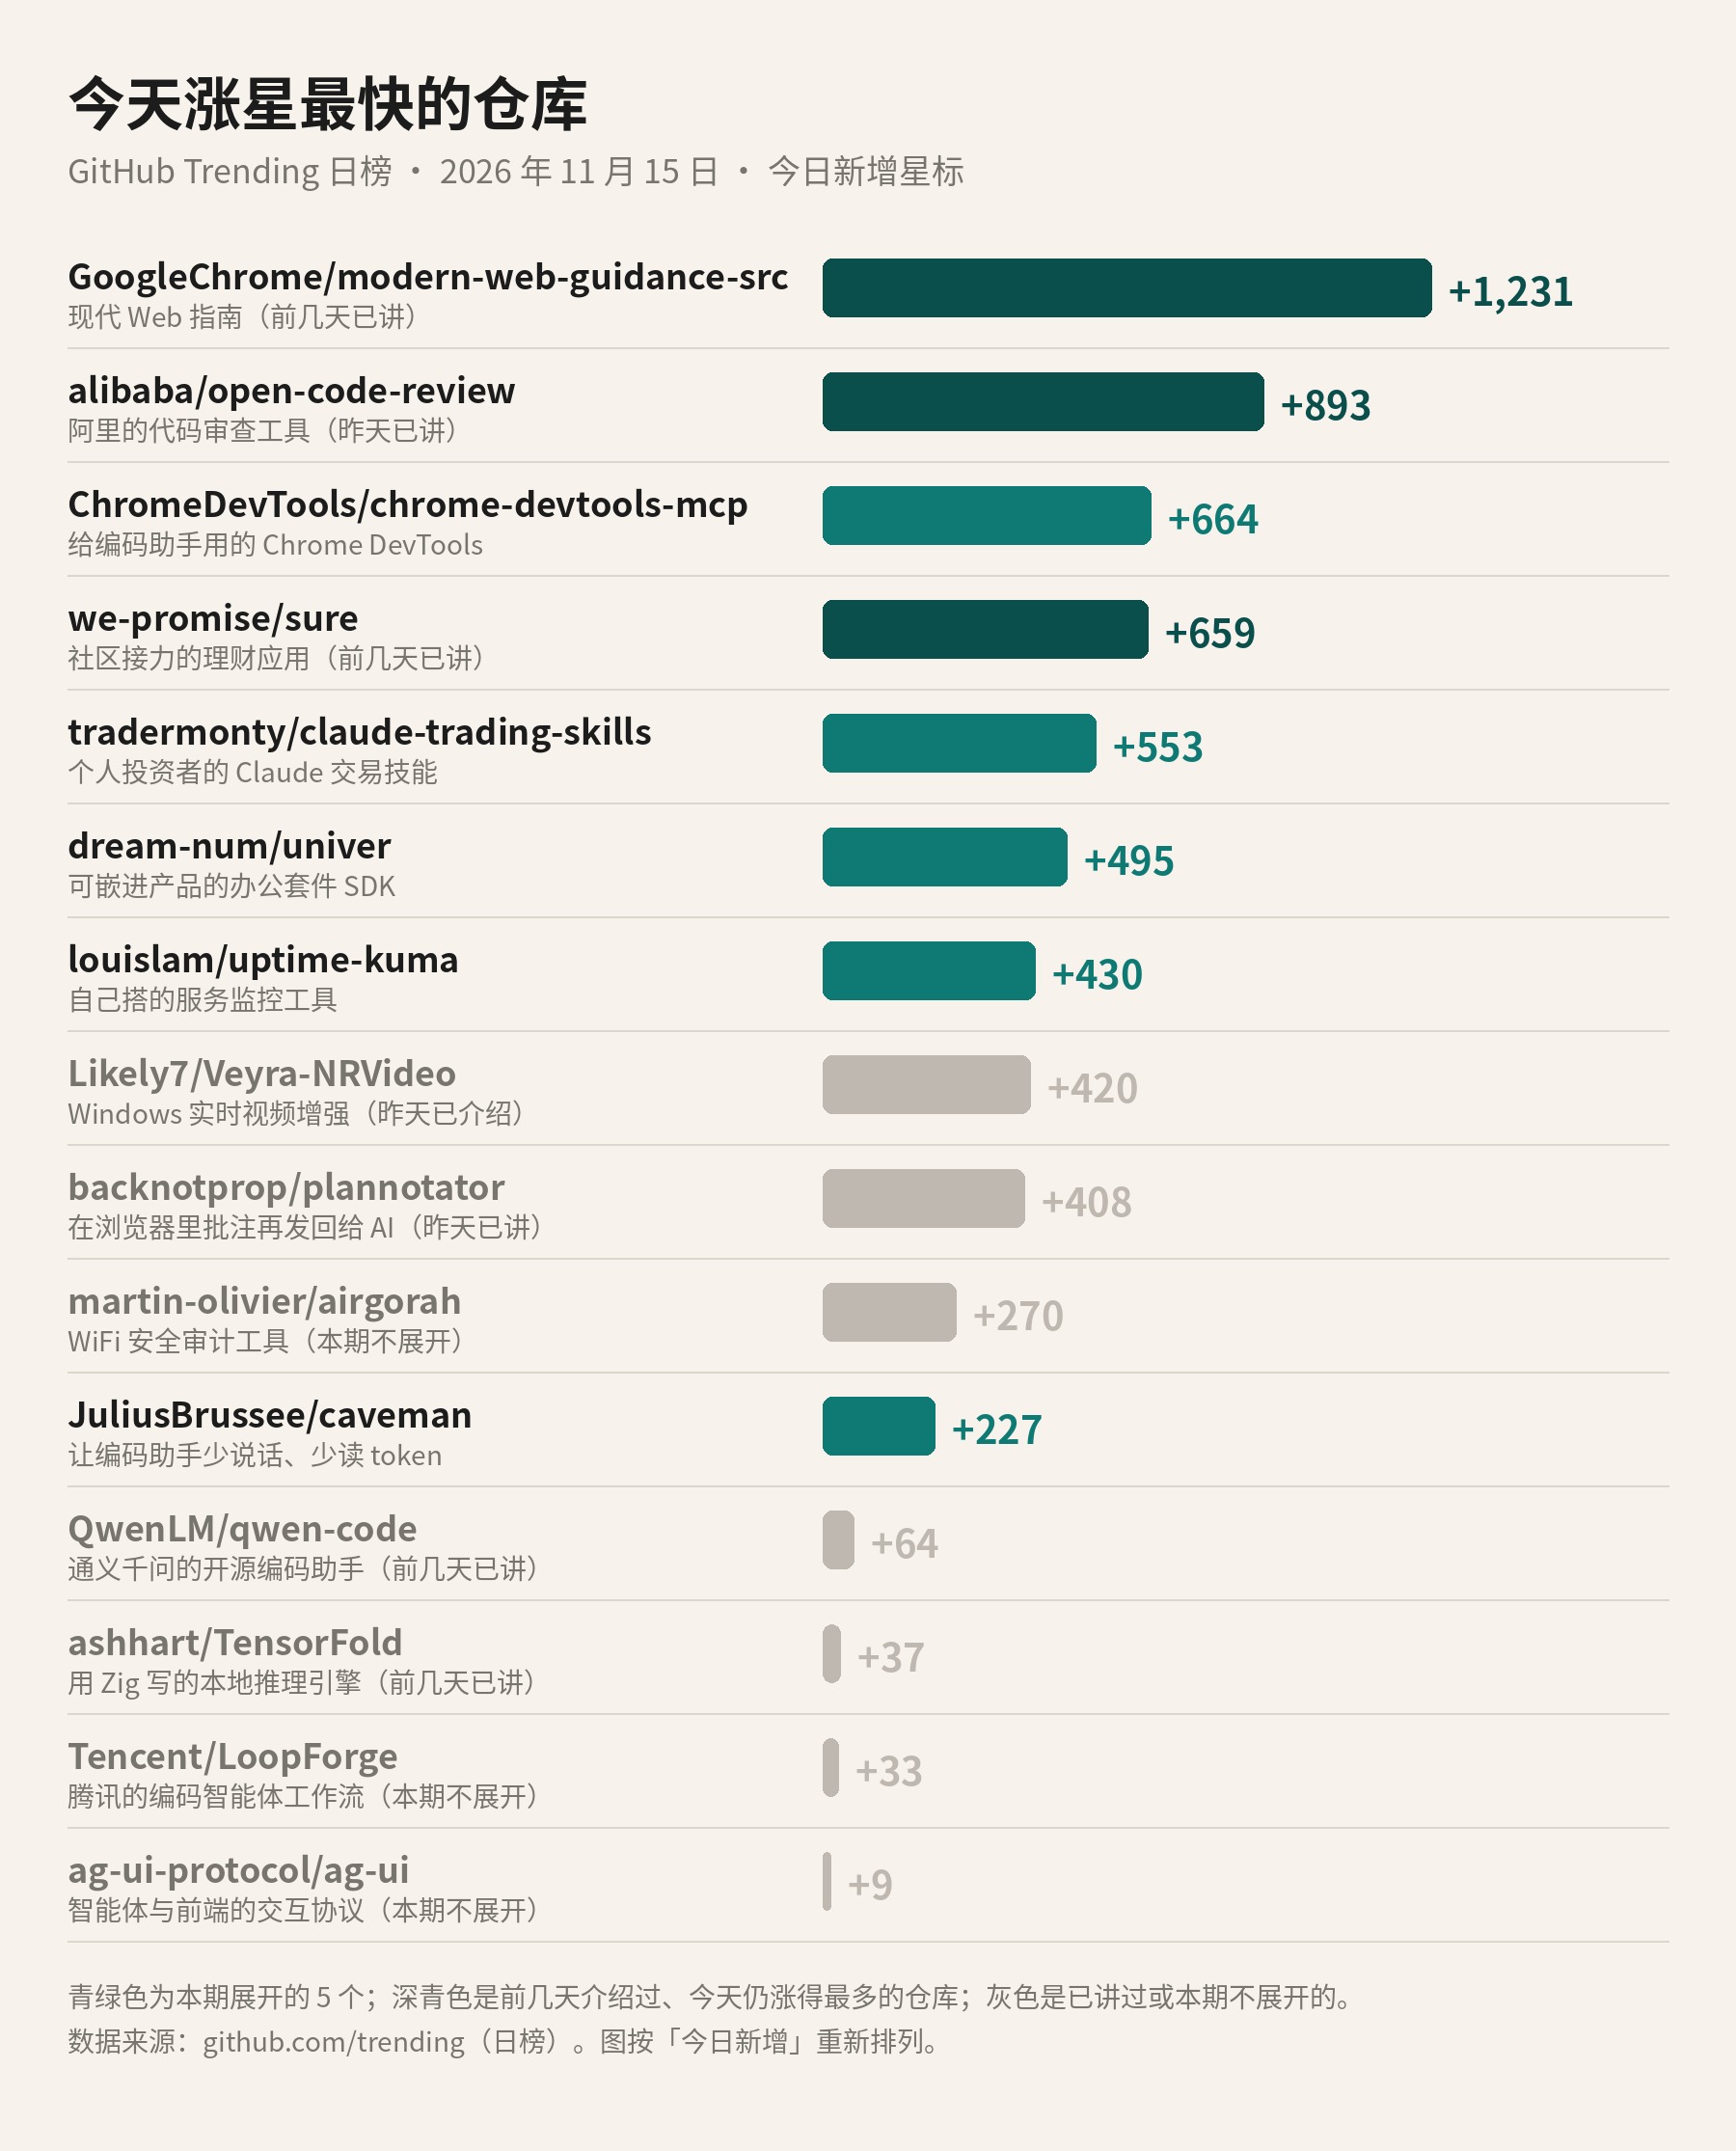 今天涨星最快的仓库
GitHub Trending 日榜 · 2026 年 11 月 15 日 · 今日新增星标
GoogleChrome/modern-web-guidance-src
现代 Web 指南（前几天已讲）
+1,231
alibaba/open-code-review
阿里的代码审查工具（昨天已讲）
+893
ChromeDevTools/chrome-devtools-mcp
给编码助手用的 Chrome DevTools
+664
we-promise/sure
社区接力的理财应用（前几天已讲）
+659
tradermonty/claude-trading-skills
个人投资者的 Claude 交易技能
+553
dream-num/univer
可嵌进产品的办公套件 SDK
+495
louislam/uptime-kuma
自己搭的服务监控工具
+430
Likely7/Veyra-NRVideo
Windows 实时视频增强（昨天已介绍）
+420
backnotprop/plannotator
在浏览器里批注再发回给 AI（昨天已讲）
+408
martin-olivier/airgorah
WiFi 安全审计工具（本期不展开）
+270
JuliusBrussee/caveman
让编码助手少说话、少读 token
+227
QwenLM/qwen-code
通义千问的开源编码助手（前几天已讲）
+64
ashhart/TensorFold
用 Zig 写的本地推理引擎（前几天已讲）
+37
Tencent/LoopForge
腾讯的编码智能体工作流（本期不展开）
+33
ag-ui-protocol/ag-ui
智能体与前端的交互协议（本期不展开）
+9
青绿色为本期展开的 5 个；深青色是前几天介绍过、今天仍涨得最多的仓库；灰色是已讲过或本期不展开的。
数据来源：github.com/trending（日榜）。图按「今日新增」重新排列。